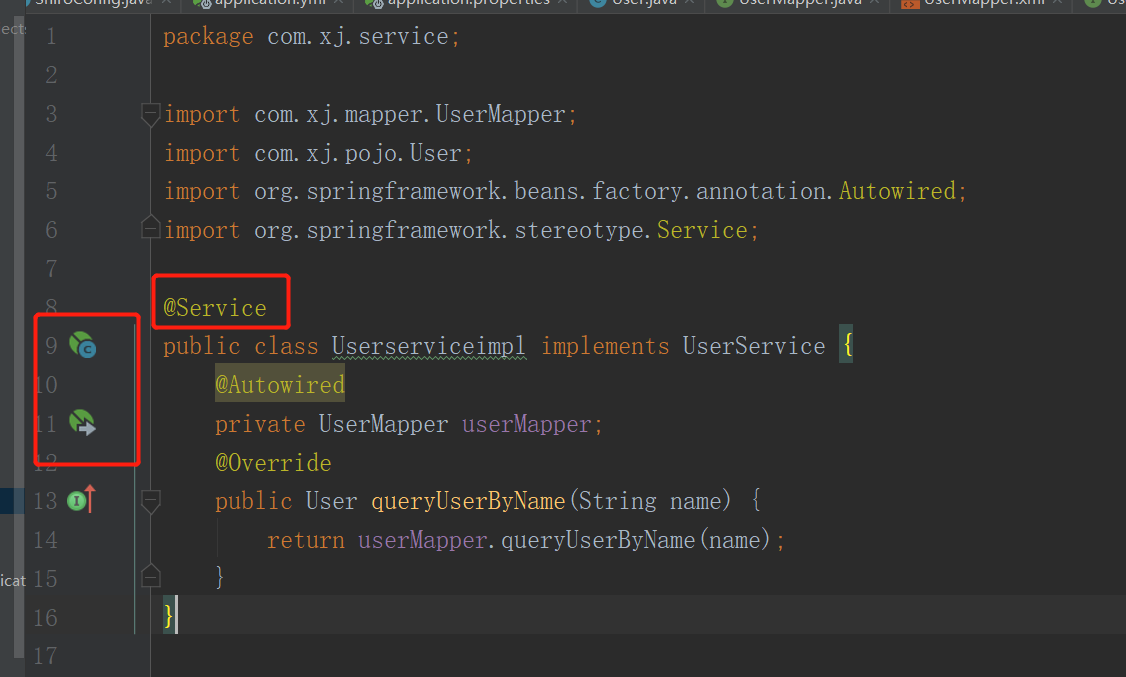 ShiroConfig.java application.yml application.properties User.java UserMapper.java UserMapper.xml
1 package com.xj.service;
2
3 import com.xj.mapper.UserMapper;
4 import com.xj.pojo.User;
5 import org.springframework.beans.factory.annotation.Autowired;
6 import org.springframework.stereotype.Service;
7
8 @Service
9 public class Userserviceimpl implements UserService {
10 @Autowired
11 private UserMapper userMapper;
12 @Override
13 public User queryUserByName(String name) {
14 return userMapper.queryUserByName(name);
15 }
16 }
17